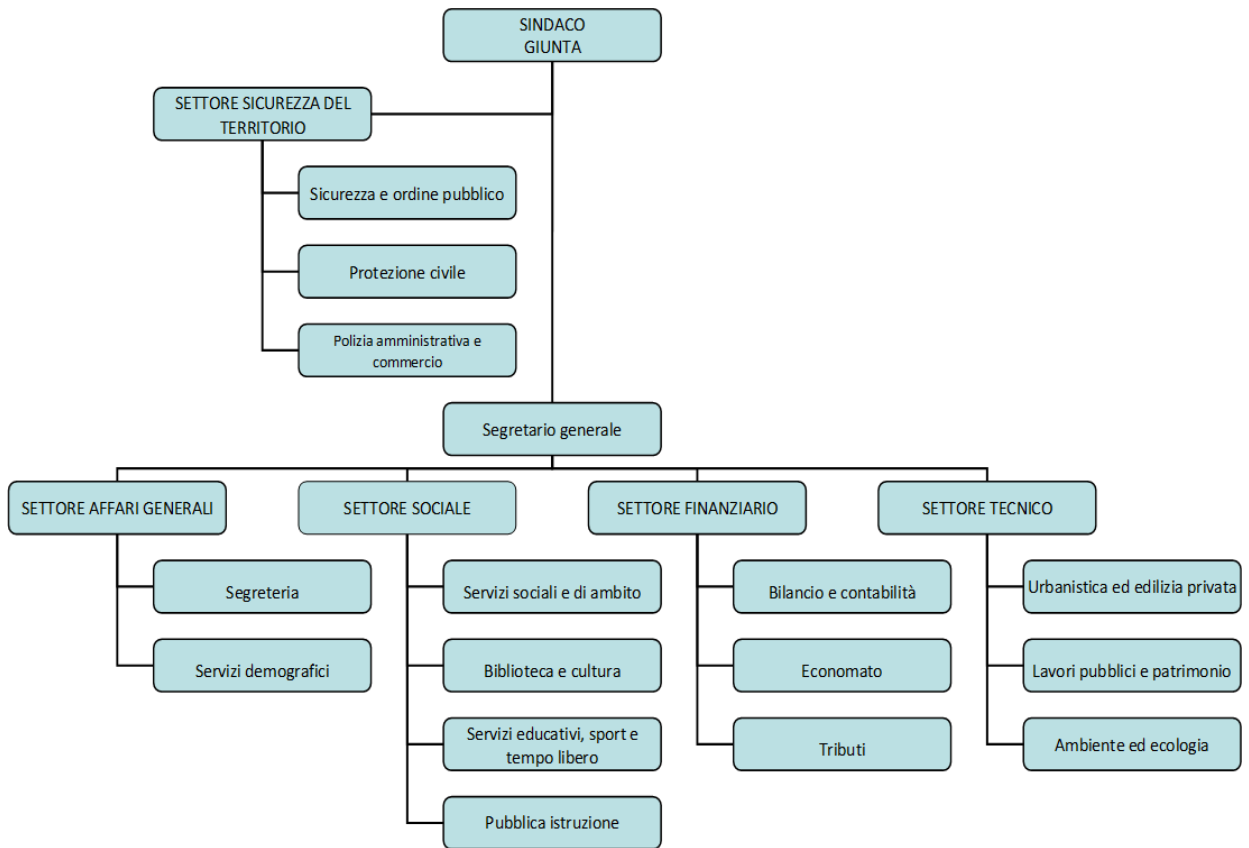 SINDACO
GIUNTA
SETTORE SICUREZZA DEL
TERRITORIO
Sicurezza e ordine pubblico
Protezione civile
Polizia amministrativa e
commercio
Segretario generale
SETTORE AFFARI GENERALI
Segreteria
Servizi demografici
SETTORE SOCIALE
Servizi sociali e di ambito
Biblioteca e cultura
Servizi educativi, sport e
tempo libero
Pubblica istruzione
SETTORE FINANZIARIO
Bilancio e contabilità
Economato
Tributi
SETTORE TECNICO
Urbanistica ed edilizia privata
Lavori pubblici e patrimonio
Ambiente ed ecologia